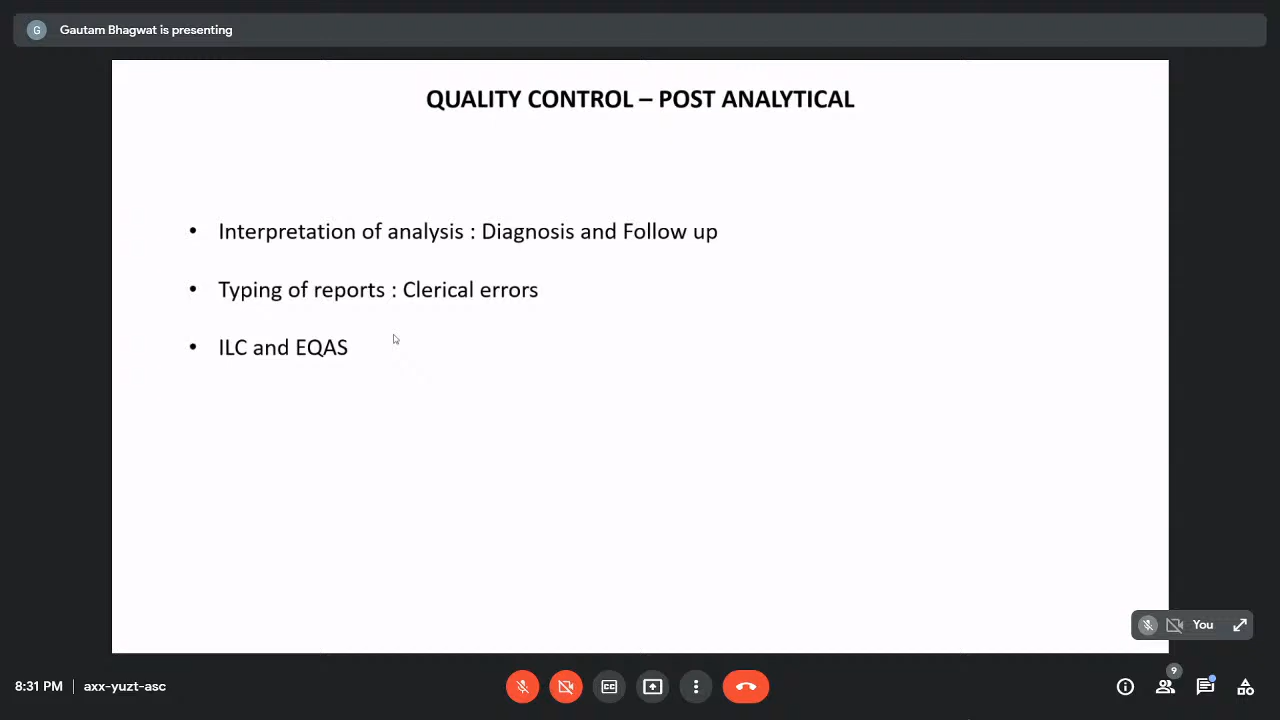 G
Gautam Bhagwat is presenting
QUALITY CONTROL – POST ANALYTICAL
• Interpretation of analysis : Diagnosis and Follow up
• Typing of reports : Clerical errors
• ILC and EQAS
You
8:31 PM | axx-yuzt-asc
CC
9